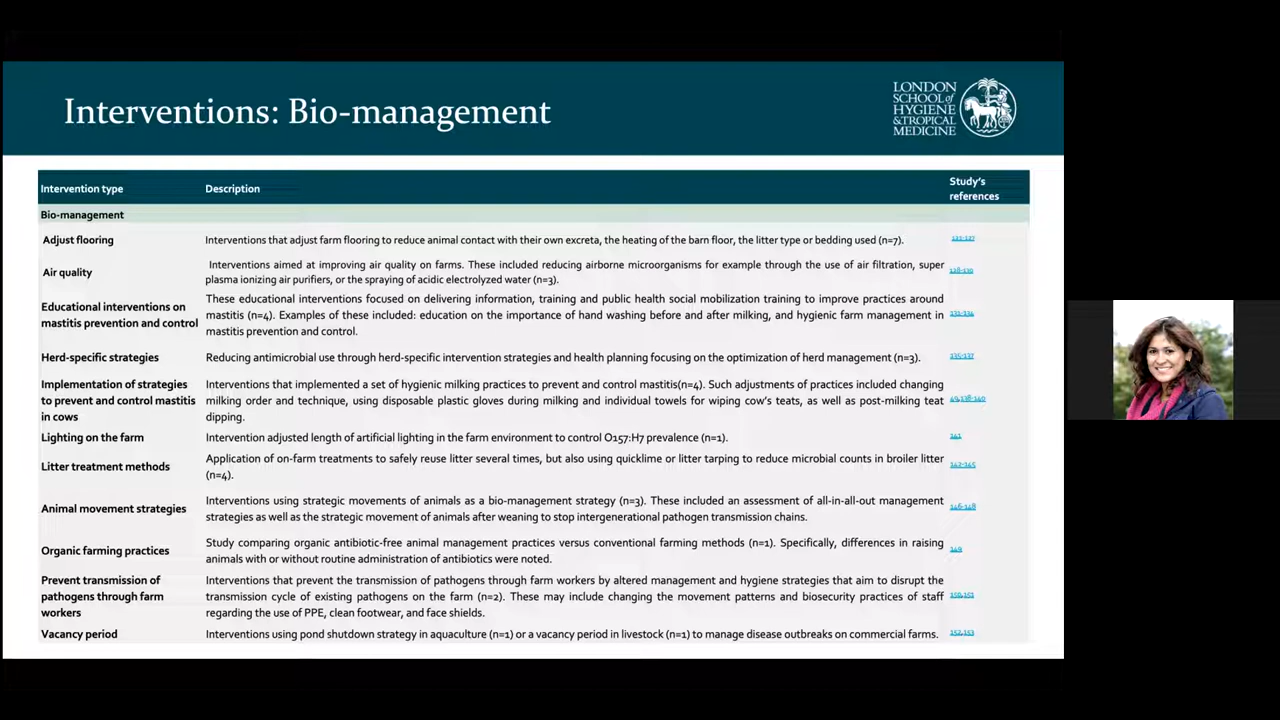 Interventions: Bio-management
LONDON
SCHOOL of
HYGIENE
&TROPICAL
MEDICINE
Intervention type
Description
Study's
references
Bio-management
Adjust flooring
Interventions that adjust farm flooring to reduce animal contact with their own excreta, the heating of the barn floor, the litter type or bedding used (n=7).
Air quality
Interventions aimed at improving air quality on farms. These included reducing airborne microorganisms for example through the use of air filtration, super
plasma ionizing air purifiers, or the spraying of acidic electrolyzed water (n=3).
Educational interventions on
mastitis prevention and control
These educational interventions focused on delivering information, training and public health social mobilization training to improve practices around
mastitis (n=4). Examples of these included: education on the importance of hand washing before and after milking, and hygienic farm management in
mastitis prevention and control.
Herd-specific strategies
Reducing antimicrobial use through herd-specific intervention strategies and health planning focusing on the optimization of herd management (n=3).
Implementation of strategies
to prevent and control mastitis
in cows
Interventions that implemented a set of hygienic milking practices to prevent and control mastitis(n=4). Such adjustments of practices included changing
milking order and technique, using disposable plastic gloves during milking and individual towels for wiping cow's teats, as well as post-milking teat
dipping.
49,138-140
Lighting on the farm
Intervention adjusted length of artificial lighting in the farm environment to control O157:H7 prevalence (n=1).
141
Litter treatment methods
Application of on-farm treatments to safely reuse litter several times, but also using quicklime or litter tarping to reduce microbial counts in broiler litter
(n=4).
142-145
Animal movement strategies
Interventions using strategic movements of animals as a bio-management strategy (n=3). These included an assessment of all-in-all-out management
strategies as well as the strategic movement of animals after weaning to stop intergenerational pathogen transmission chains.
146-148
Organic farming practices
Study comparing organic antibiotic-free animal management practices versus conventional farming methods (n=1). Specifically, differences in raising
animals with or without routine administration of antibiotics were noted.
149
Prevent transmission of
pathogens through farm
workers
Interventions that prevent the transmission of pathogens through farm workers by altered management and hygiene strategies that aim to disrupt the
transmission cycle of existing pathogens on the farm (n=2). These may include changing the movement patterns and biosecurity practices of staff
regarding the use of PPE, clean footwear, and face shields.
Vacancy period
Interventions using pond shutdown strategy in aquaculture (n=1) or a vacancy period in livestock (n=1) to manage disease outbreaks on commercial farms.
152,153